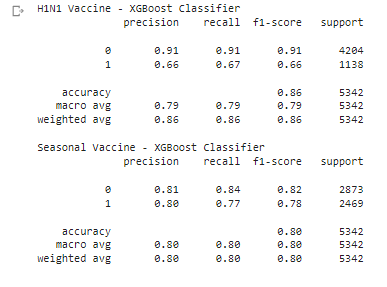 H1N1 Vaccine - XGBoost Classifier
precision recall f1-score support
0 0.91 0.91 0.91 4204
1 0.66 0.67 0.66 1138
accuracy 0.86 5342
macro avg 0.79 0.79 0.79 5342
weighted avg 0.86 0.86 0.86 5342
Seasonal Vaccine - XGBoost Classifier
precision recall f1-score support
0 0.81 0.84 0.82 2873
1 0.80 0.77 0.78 2469
accuracy 0.80 5342
macro avg 0.80 0.80 0.80 5342
weighted avg 0.80 0.80 0.80 5342